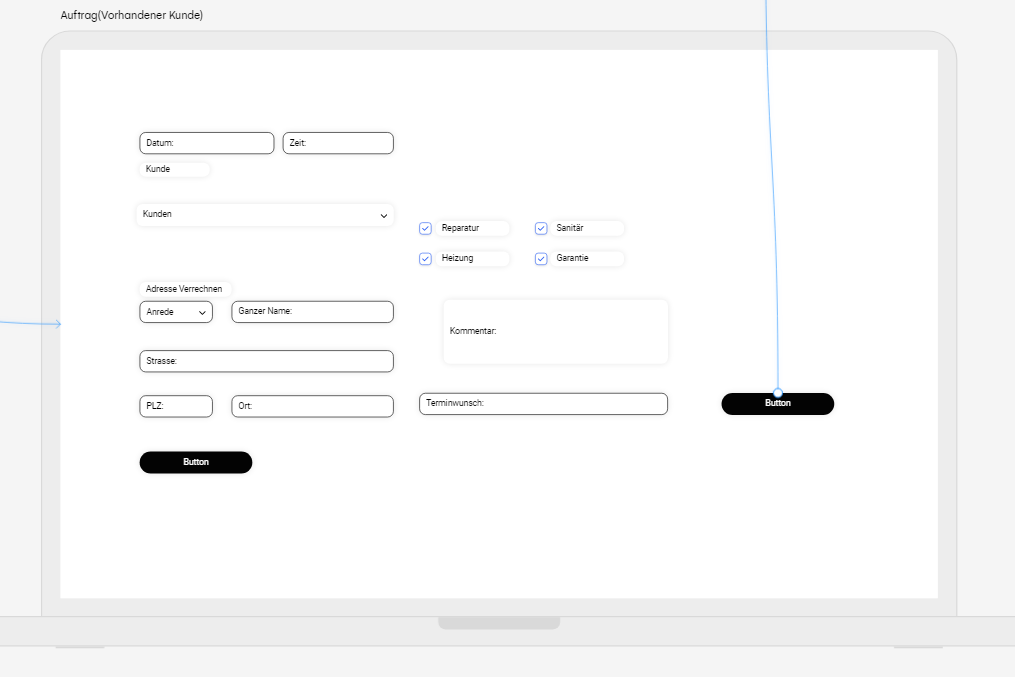 Auftrag(Vorhandener Kunde)
Datum:
Zeit:
Kunde
Kunden
Reparatur
Sanitär
Heizung
Garantie
Adresse Verrechnen
Anrede
Ganzer Name:
Kommentar:
Strasse:
PLZ:
Ort:
Terminwunsch:
Button
Button